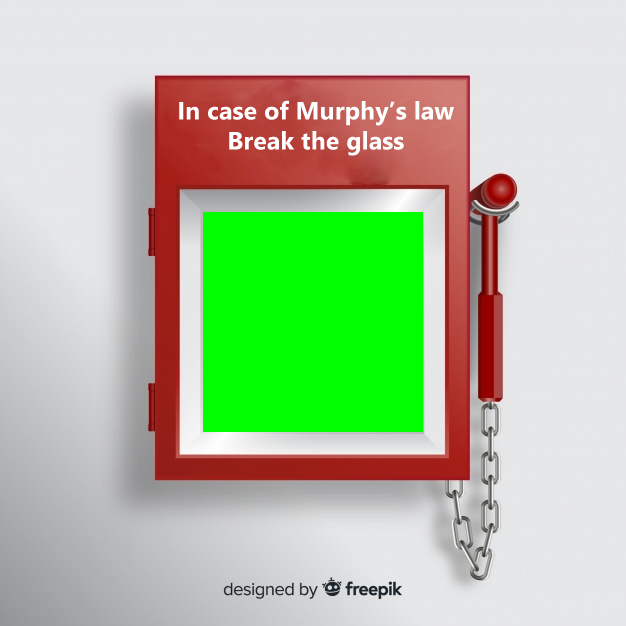 In case of Murphy’s law
Break the glass
designed by freepik